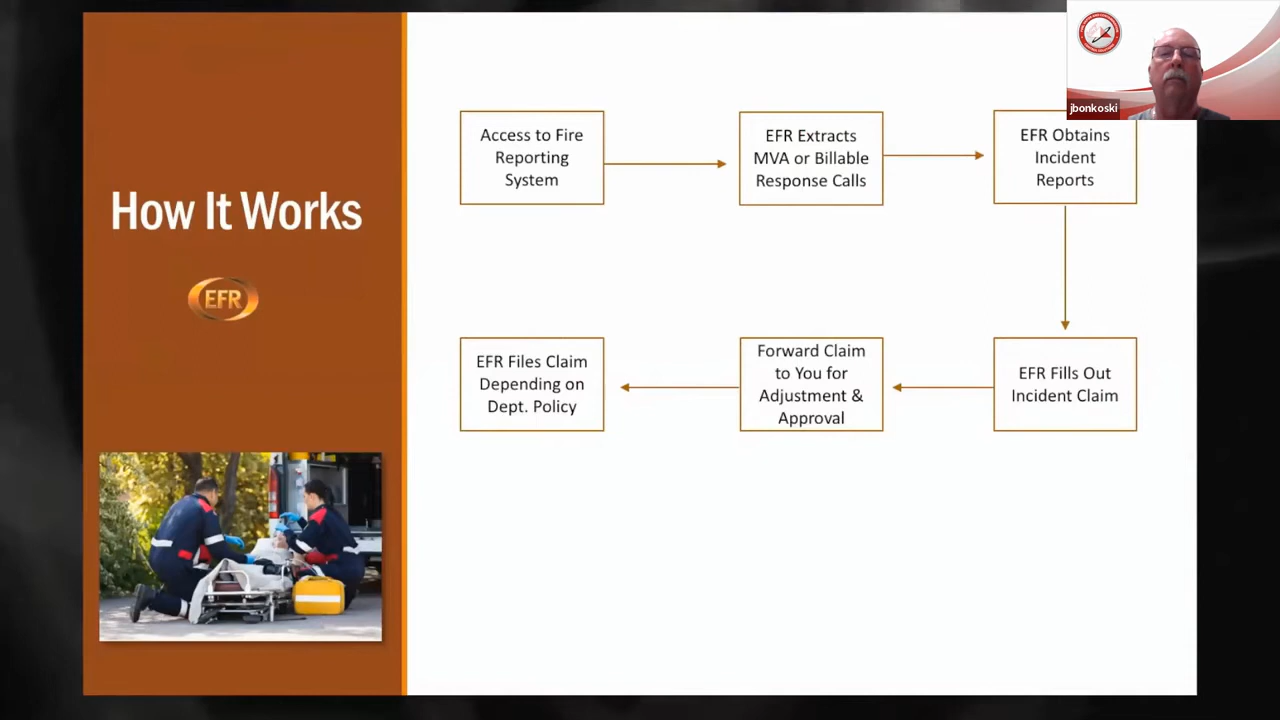 How It Works
EFR
Access to Fire
Reporting
System
EFR Extracts
MVA or Billable
Response Calls
EFR Obtains
Incident
Reports
EFR Files Claim
Depending on
Dept. Policy
Forward Claim
to You for
Adjustment &
Approval
EFR Fills Out
Incident Claim
jbonkoski